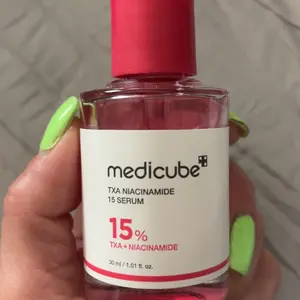 medicube
TXA NIACINAMIDE
15 SERUM
15%
TXA + NIACINAMIDE
30 ml / 1.01 fl. oz.